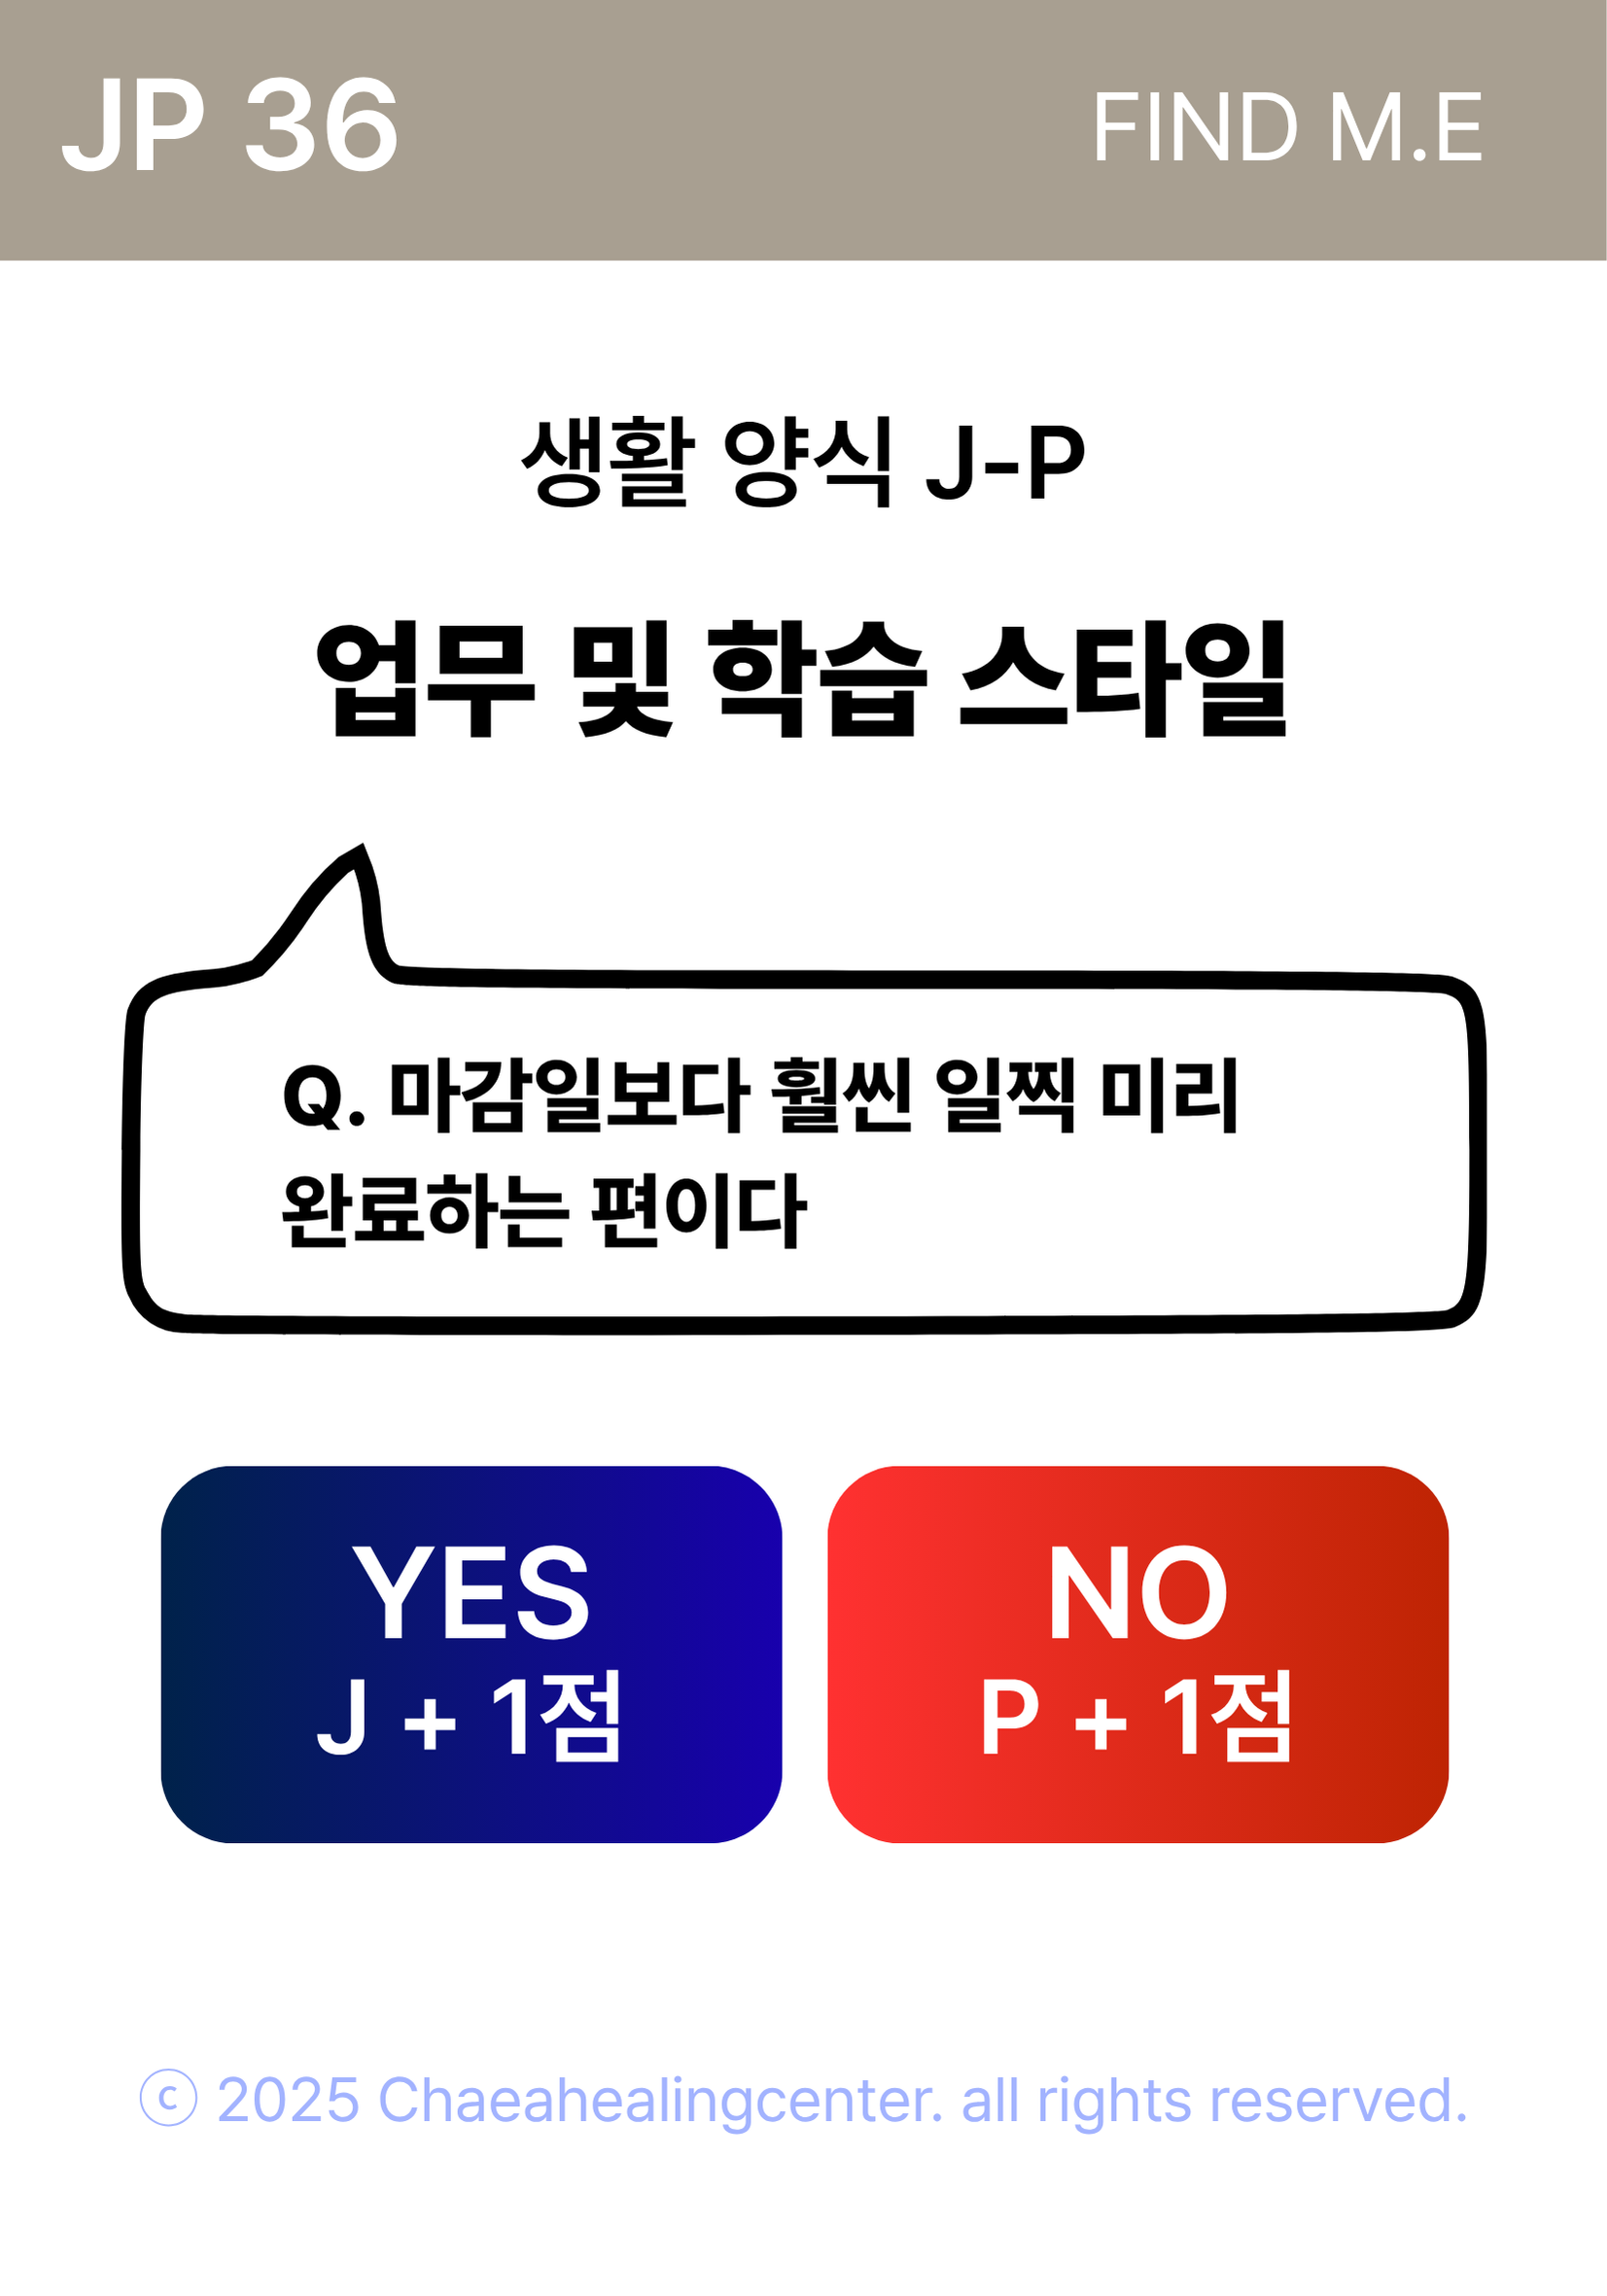 JP 36
FIND M.E
생활 양식 J-P
업무 및 학습 스타일
Q. 마감일보다 훨씬 일찍 미리
완료하는 편이다
YES
J + 1점
NO
P + 1점
© 2025 Chaeahealingcenter. all rights reserved.